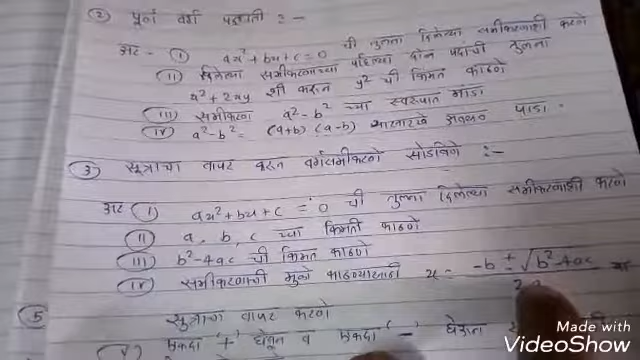 ② पूर्ण वर्ग पद्धती :-
अट - Ⓘ ax²+bx+c=0 ची तुलना दिलेल्या समीकरणाशी करणे
Ⓘⓘ दिलेल्या समीकरणाच्या पहिल्या दोन पदांची तुलना
a²+2xy शी करून y² ची किंमत काढणे
III समीकरण a²-b² च्या स्वरूपात मांडा
IV a²-b² = (a+b) (a-b) अवयव पाडा.
③ सूत्राचा वापर करून वर्गसमीकरणे सोडविणे :-
अट Ⓘ ax²+bx+c=0 ची तुलना दिलेल्या समीकरणाशी करणे
II a, b, c च्या किंमती काढणे
III b²-4ac ची किंमत काढणे
IV समीकरणाची मुळे काढण्यासाठी x = -b ± √b²-4ac या
⑤ सूत्राचा वापर करणे
V एकदा '+' घेवून व एकदा '-' घेऊन
Made with
VideoShow